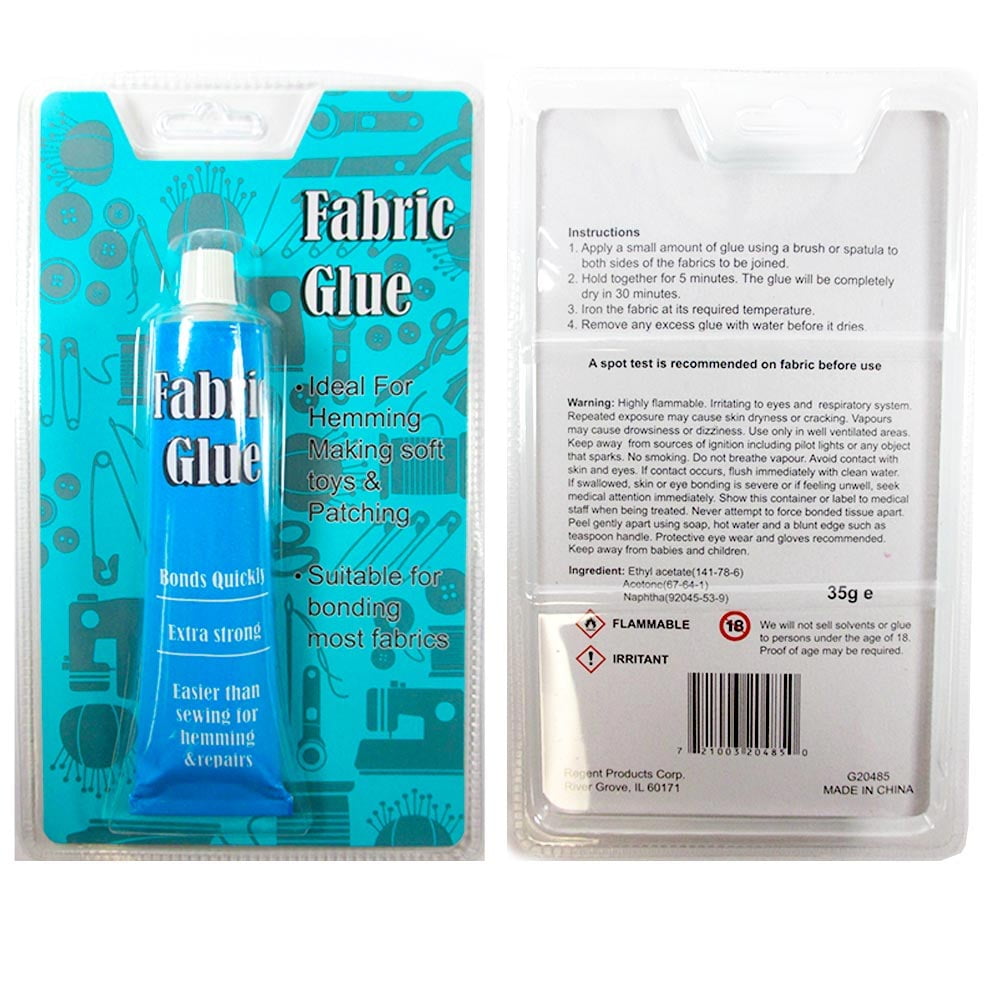 Fabric
Glue
• Ideal For
Hemming
Making soft
toys &
Patching
• Suitable for
bonding
most fabrics
Fabric
Glue
Bonds Quickly
Extra strong
Easier than
sewing for
hemming
&repairs
Instructions
1. Apply a small amount of glue using a brush or spatula to
both sides of the fabrics to be joined.
2. Hold together for 5 minutes. The glue will be completely
dry in 30 minutes.
3. Iron the fabric at its required temperature.
4. Remove any excess glue with water before it dries.
A spot test is recommended on fabric before use
Warning: Highly flammable. Irritating to eyes and respiratory system.
Repeated exposure may cause skin dryness or cracking. Vapours
may cause drowsiness or dizziness. Use only in well ventilated areas.
Keep away from sources of ignition including pilot lights or any object
that sparks. No smoking. Do not breathe vapour. Avoid contact with
skin and eyes. If contact occurs, flush immediately with clean water.
If swallowed, skin or eye bonding is severe or if feeling unwell, seek
medical attention immediately. Show this container or label to medical
staff when being treated. Never attempt to force bonded tissue apart.
Peel gently apart using soap, hot water and a blunt edge such as
teaspoon handle. Protective eye wear and gloves recommended.
Keep away from babies and children.
Ingredient: Ethyl acetate(141-78-6)
Acetone(67-64-1)
Naphtha(92045-53-9)
35g e
FLAMMABLE
IRRITANT
18
We will not sell solvents or glue
to persons under the age of 18.
Proof of age may be required.
7 21003 20485 0
Regent Products Corp.
River Grove, IL 60171
G20485
MADE IN CHINA